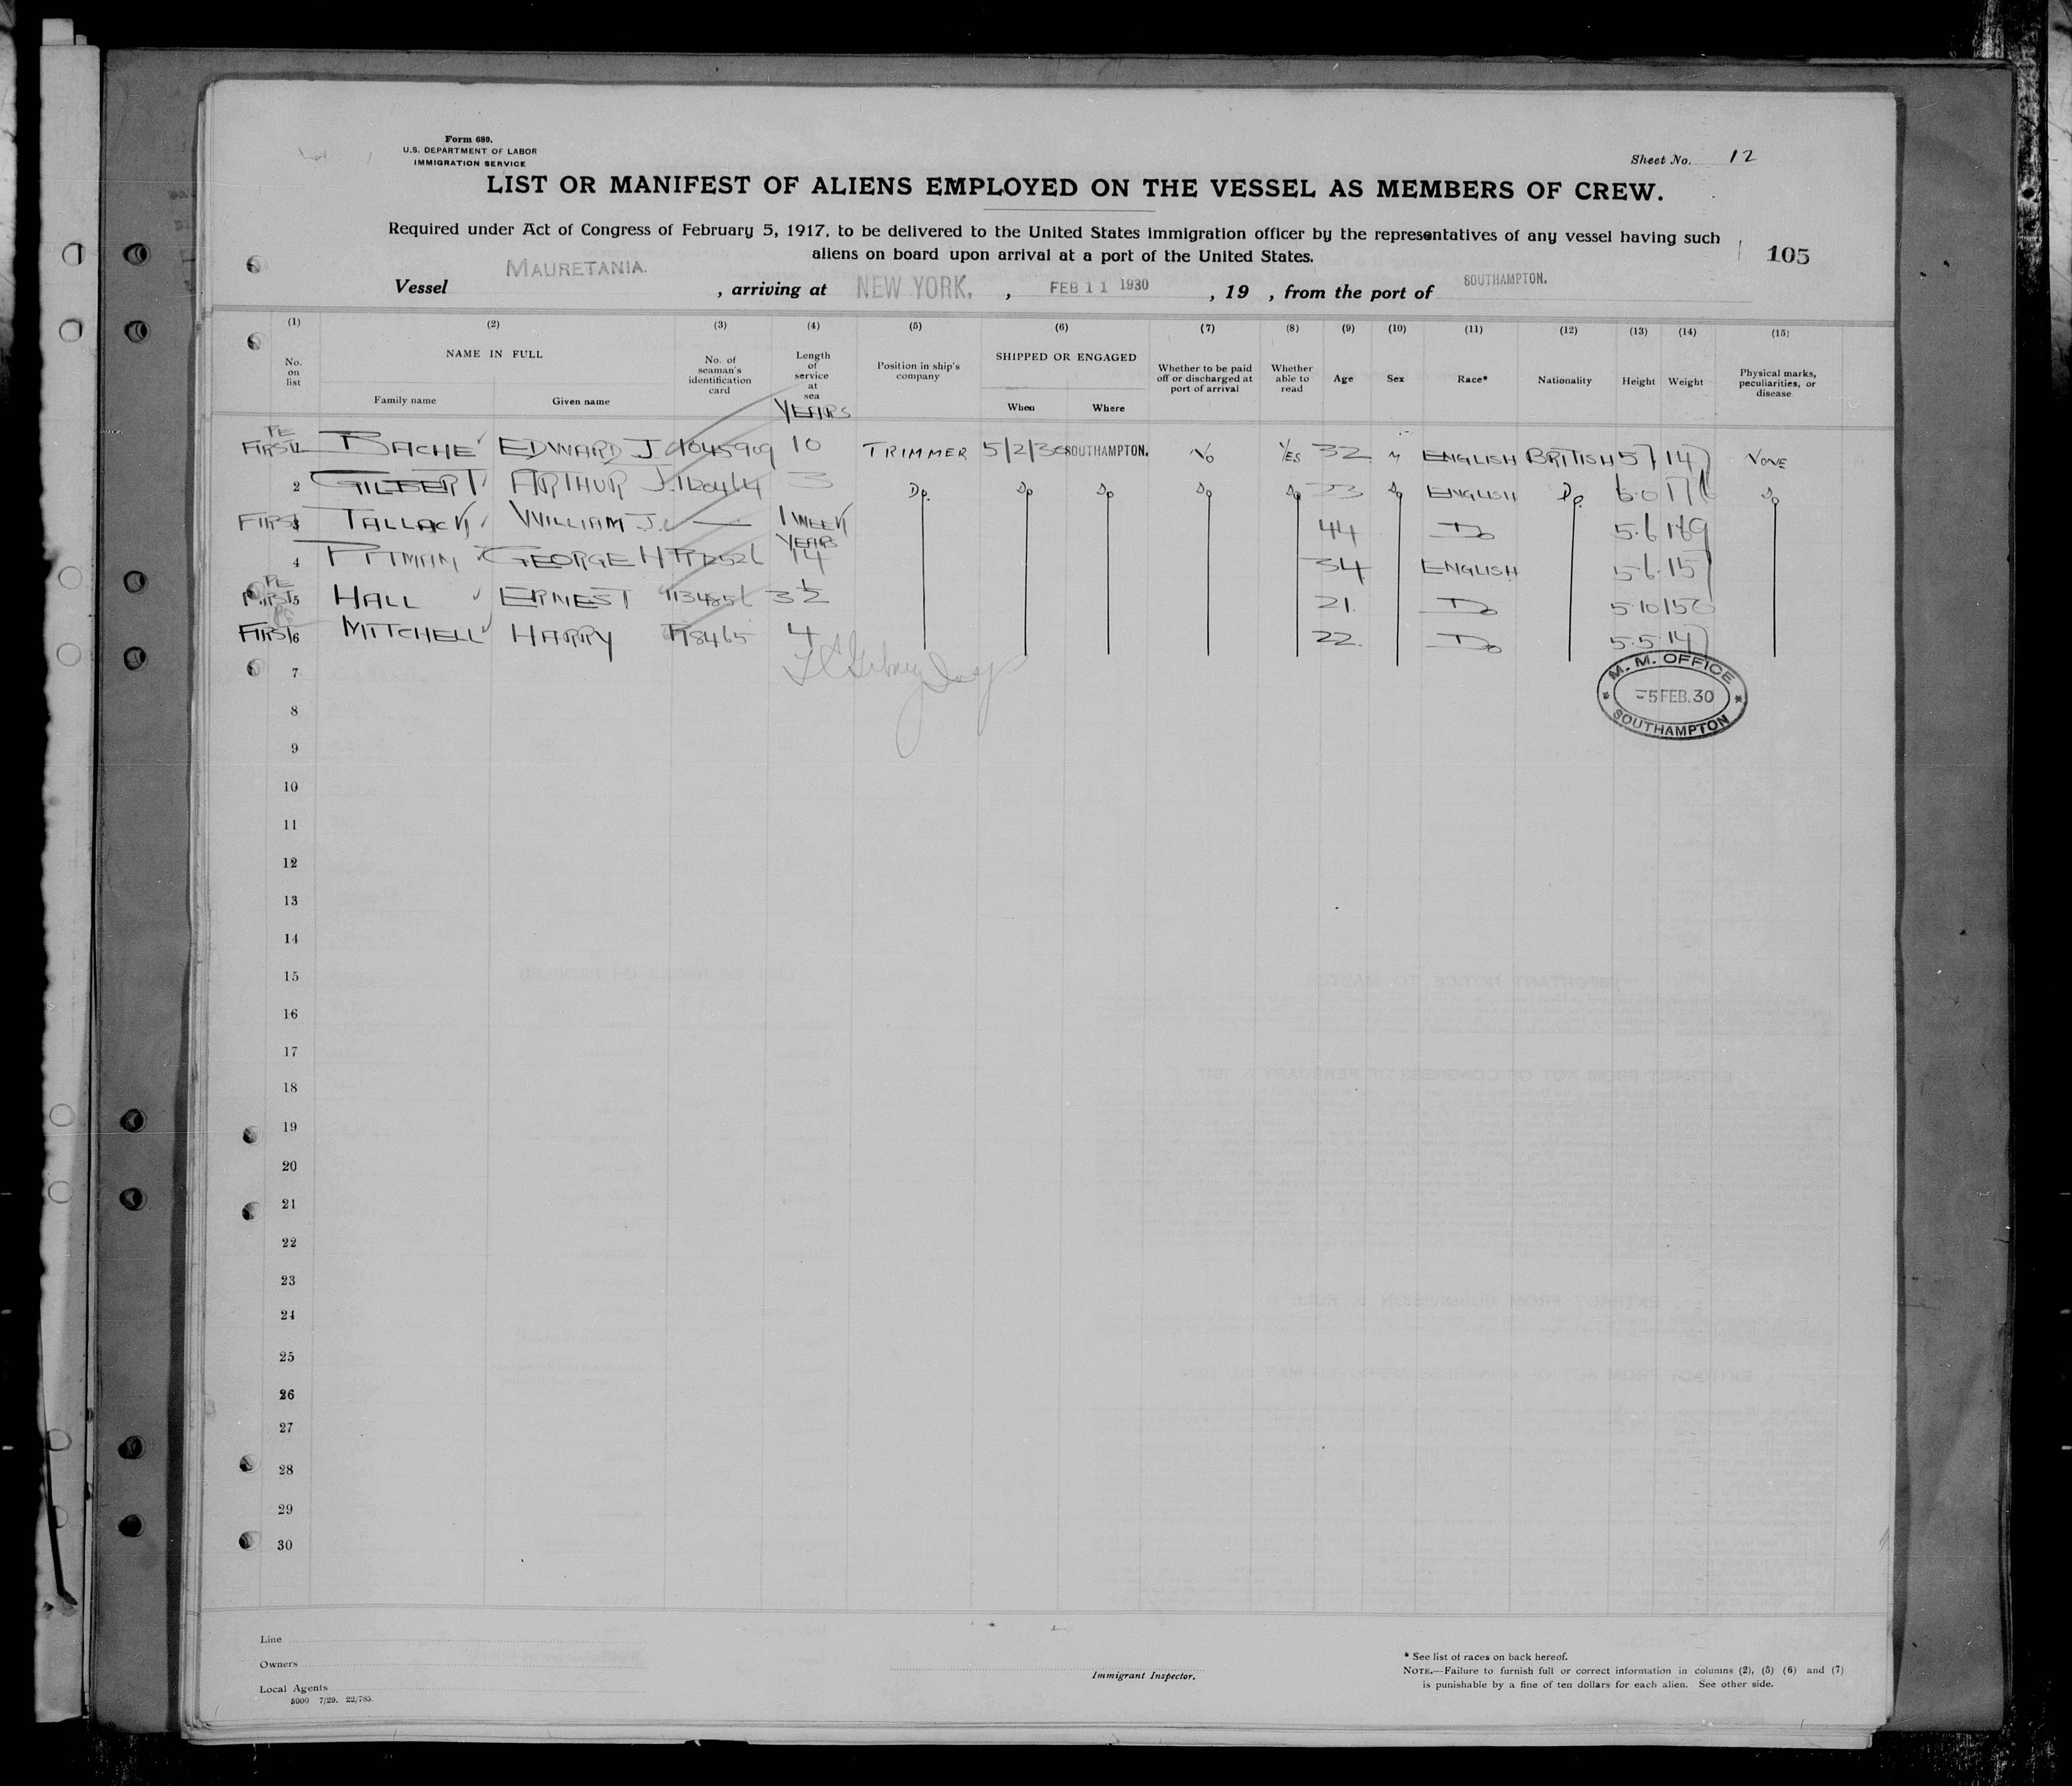 Form 680.
U.S. DEPARTMENT OF LABOR
IMMIGRATION SERVICE
Sheet No. 12
LIST OR MANIFEST OF ALIENS EMPLOYED ON THE VESSEL AS MEMBERS OF CREW.
Required under Act of Congress of February 5, 1917, to be delivered to the United States immigration officer by the representatives of any vessel having such
aliens on board upon arrival at a port of the United States.
105
Vessel MAURETANIA. , arriving at NEW YORK. , FEB 11 1930 , 19 , from the port of SOUTHAMPTON.
(1) (2) (3) (4) (5) (6) (7) (8) (9) (10) (11) (12) (13) (14) (15)
No. on list
NAME IN FULL
Family name Given name
No. of seaman's identification card
Length of service at sea
YEARS
Position in ship's company
SHIPPED OR ENGAGED
When Where
Whether to be paid off or discharged at port of arrival
Whether able to read
Age Sex Race* Nationality Height Weight
Physical marks, peculiarities, or disease
FIRST BACHE EDWARD J 1045909 10 TRIMMER 5/2/30 SOUTHAMPTON. No YES 32 M ENGLISH BRITISH 5 7 147 NONE
2 GILBERT ARTHUR J. 3 Do Do Do Do Do 33 Do ENGLISH Do Do
FIRST 3 TALLACK WILLIAM J. — 1 WEEK 44 Do 5.6 169
YEARS
4 PITMAN GEORGE H 14 34 ENGLISH 5.6 157
FIRST 5 HALL ERNEST 3½ 21. Do 5.10 150
FIRST 6 MITCHELL HARRY 4 22. Do 5.5 147
M. M. OFFICE
-5 FEB. 30
SOUTHAMPTON
7
8
9
10
11
12
13
14
15
16
17
18
19
20
21
22
23
24
25
26
27
28
29
30
Line
Owners
Local Agents
5000 7/29. 22/785.
Immigrant Inspector.
* See list of races on back hereof.
NOTE.—Failure to furnish full or correct information in columns (2), (5) (6) and (7)
is punishable by a fine of ten dollars for each alien. See other side.